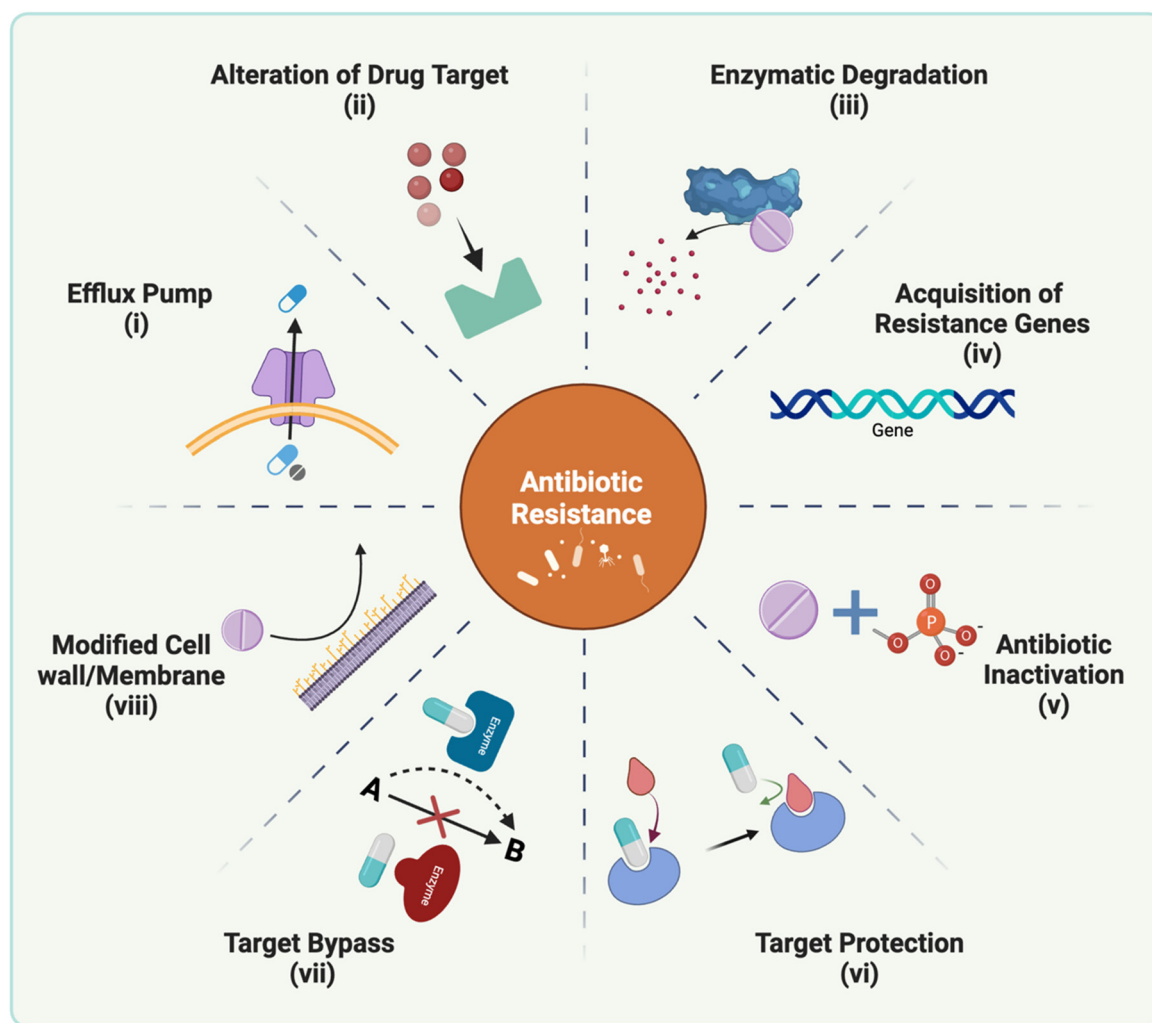 Alteration of Drug Target
(ii)
Enzymatic Degradation
(iii)
Efflux Pump
(i)
Acquisition of
Resistance Genes
(iv)
Gene
Antibiotic
Resistance
O
P
O
O-
O-
Antibiotic
Inactivation
(v)
Modified Cell
wall/Membrane
(viii)
Enzyme
A
B
Enzyme
Target Bypass
(vii)
Target Protection
(vi)